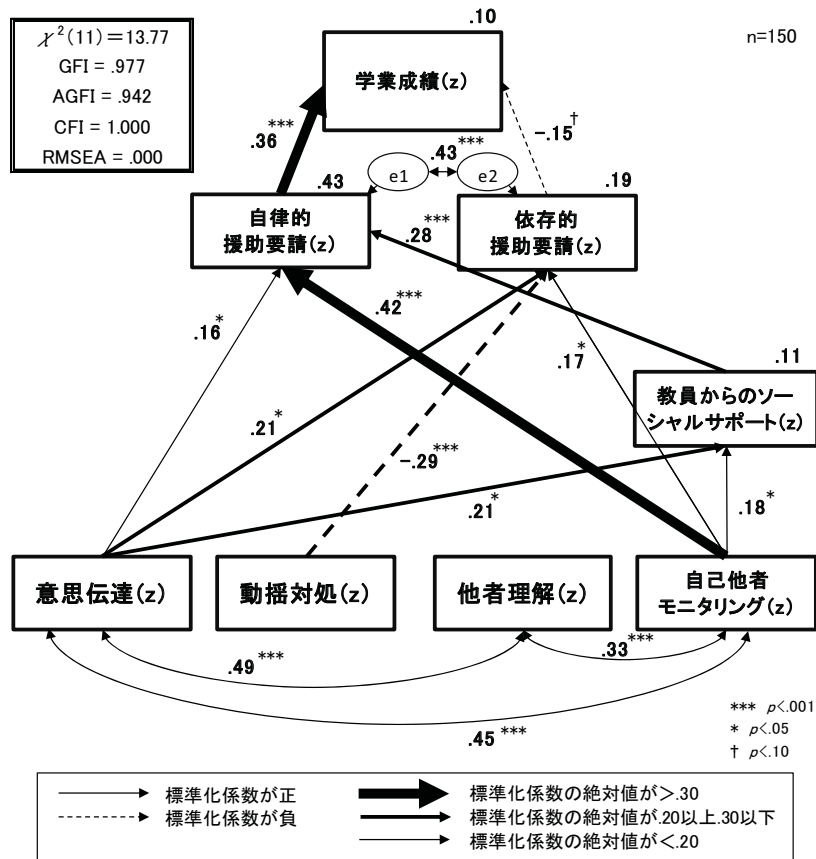 χ²(11)=13.77
GFI = .977
AGFI = .942
CFI = 1.000
RMSEA = .000
n=150
.10
学業成績(z)
.36***
-.15†
.43***
e1
e2
.43
.19
自律的
援助要請(z)
依存的
援助要請(z)
.28***
.42***
.16*
.17*
.11
教員からのソー
シャルサポート(z)
.21*
-.29***
.21*
.18*
意思伝達(z)
動揺対処(z)
他者理解(z)
自己他者
モニタリング(z)
.49***
.33***
.45***
*** p<.001
* p<.05
† p<.10
標準化係数が正
標準化係数が負
標準化係数の絶対値が>.30
標準化係数の絶対値が.20以上.30以下
標準化係数の絶対値が<.20